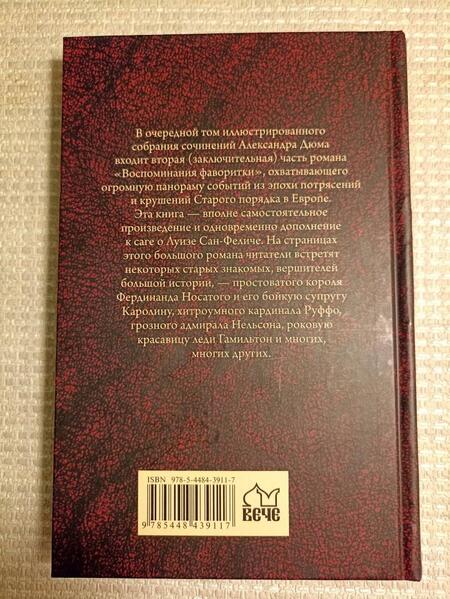 В очередной том иллюстрированного
собрания сочинений Александра Дюма
входит вторая (заключительная) часть романа
«Воспоминания фаворитки», охватывающего
огромную панораму событий из эпохи потрясений
и крушений Старого порядка в Европе.
Эта книга — вполне самостоятельное
произведение и одновременно дополнение
к саге о Луизе Сан-Феличе. На страницах
этого большого романа читатели встретят
некоторых старых знакомых, вершителей
большой истории, — простоватого короля
Фердинанда Носатого и его бойкую супругу
Каролину, хитроумного кардинала Руффо,
грозного адмирала Нельсона, роковую
красавицу леди Гамильтон и многих,
многих других.
ISBN 978-5-4484-3911-7
9 785448 439117
ВЕЧЕ